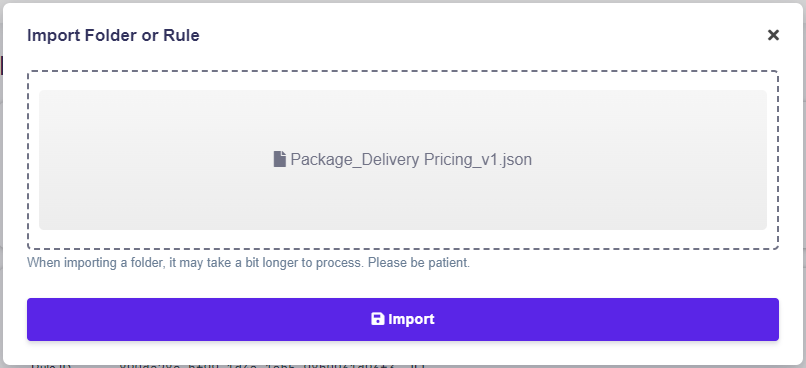 Import Folder or Rule
Package_Delivery Pricing_v1.json
When importing a folder, it may take a bit longer to process. Please be patient.
Import